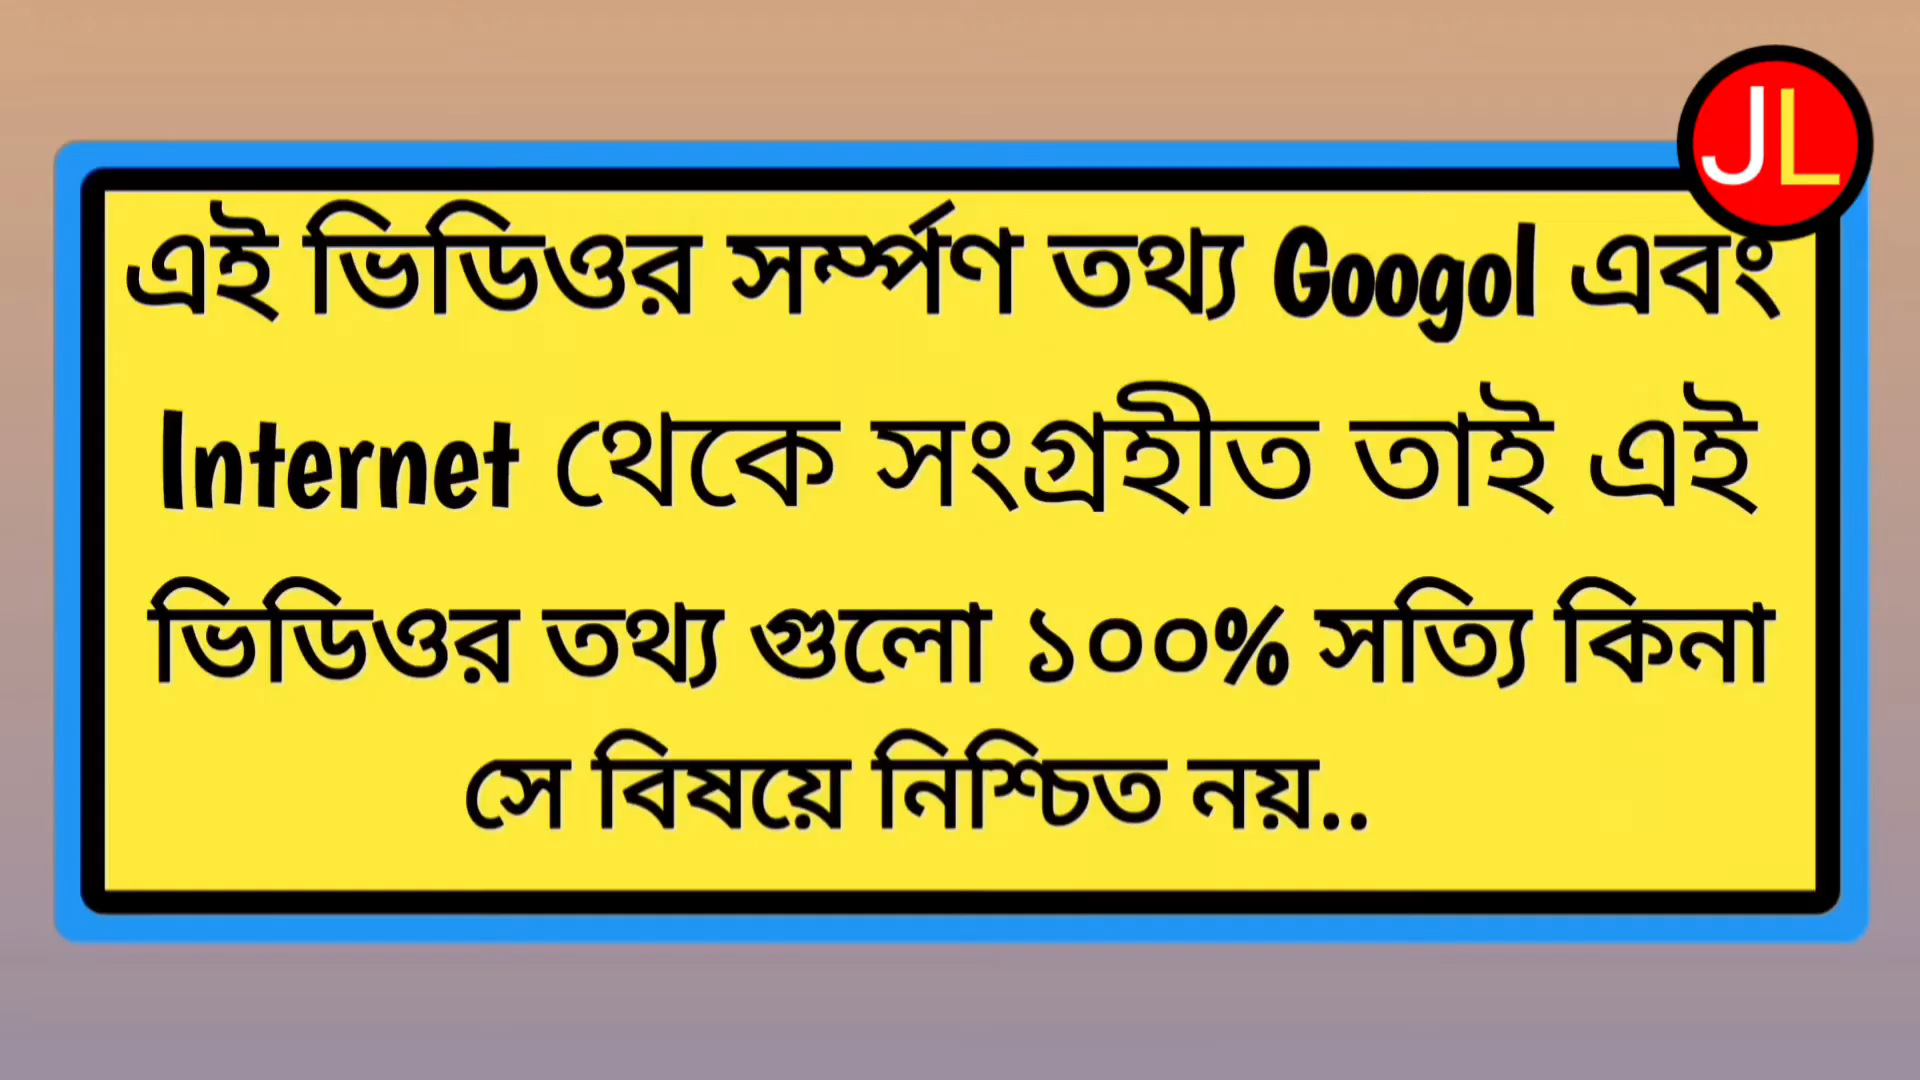 JL
এই ভিডিওর সর্ম্পণ তথ্য Googol এবং
Internet থেকে সংগ্রহীত তাই এই
ভিডিওর তথ্য গুলো ১০০% সত্যি কিনা
সে বিষয়ে নিশ্চিত নয়..